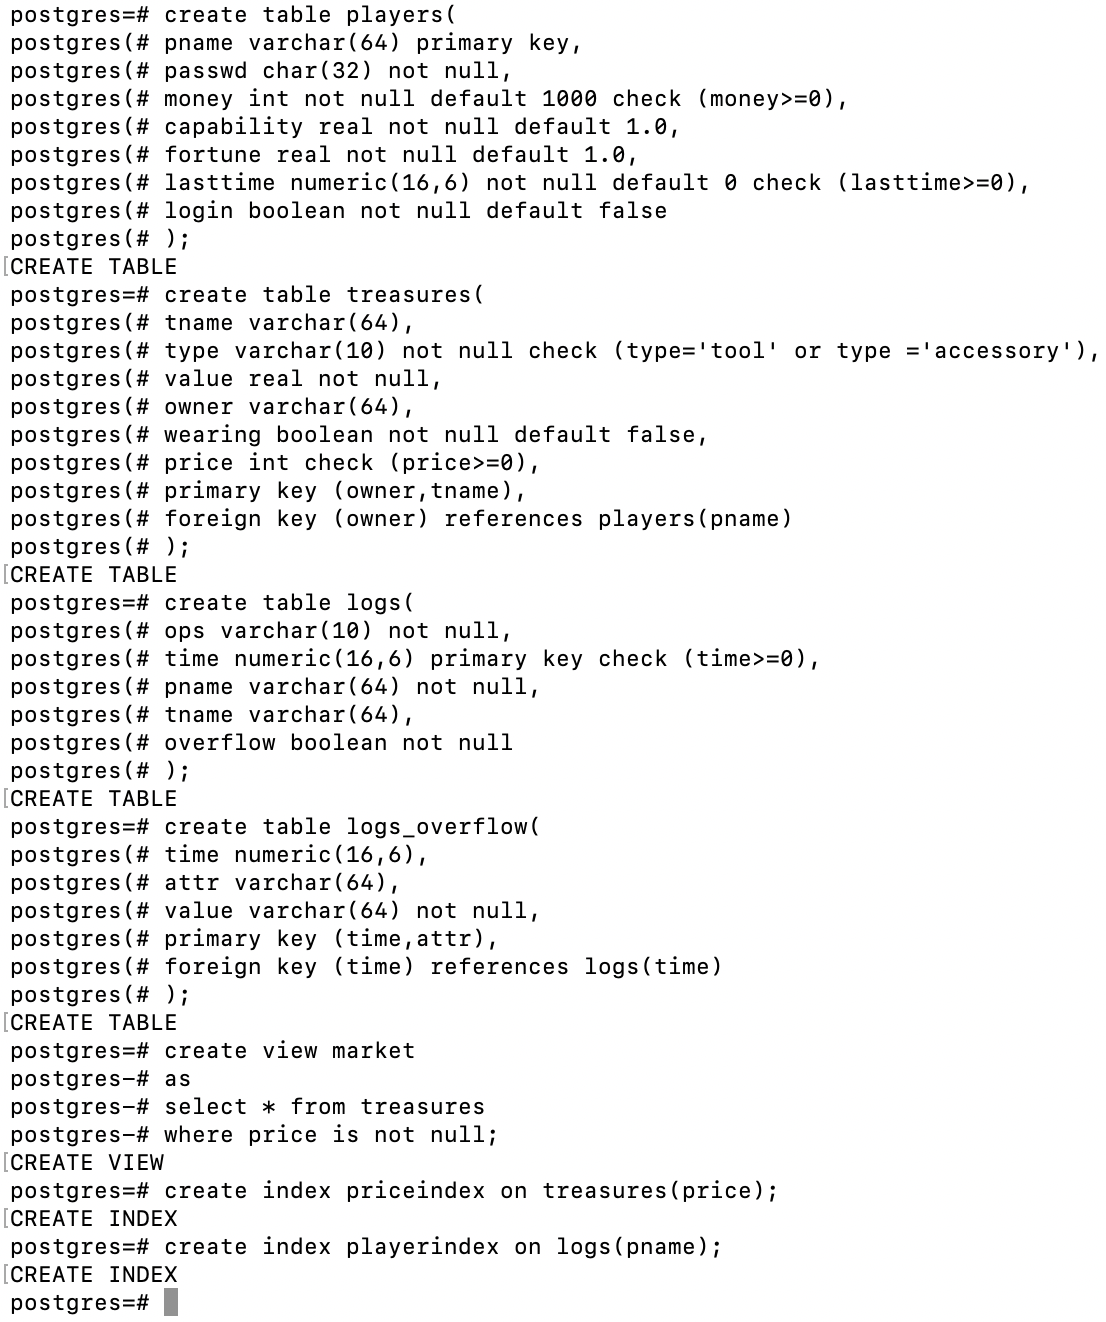 postgres=# create table players(
postgres(# pname varchar(64) primary key,
postgres(# passwd char(32) not null,
postgres(# money int not null default 1000 check (money>=0),
postgres(# capability real not null default 1.0,
postgres(# fortune real not null default 1.0,
postgres(# lasttime numeric(16,6) not null default 0 check (lasttime>=0),
postgres(# login boolean not null default false
postgres(# );
[CREATE TABLE
postgres=# create table treasures(
postgres(# tname varchar(64),
postgres(# type varchar(10) not null check (type='tool' or type ='accessory'),
postgres(# value real not null,
postgres(# owner varchar(64),
postgres(# wearing boolean not null default false,
postgres(# price int check (price>=0),
postgres(# primary key (owner,tname),
postgres(# foreign key (owner) references players(pname)
postgres(# );
[CREATE TABLE
postgres=# create table logs(
postgres(# ops varchar(10) not null,
postgres(# time numeric(16,6) primary key check (time>=0),
postgres(# pname varchar(64) not null,
postgres(# tname varchar(64),
postgres(# overflow boolean not null
postgres(# );
[CREATE TABLE
postgres=# create table logs_overflow(
postgres(# time numeric(16,6),
postgres(# attr varchar(64),
postgres(# value varchar(64) not null,
postgres(# primary key (time,attr),
postgres(# foreign key (time) references logs(time)
postgres(# );
[CREATE TABLE
postgres=# create view market
postgres-# as
postgres-# select * from treasures
postgres-# where price is not null;
[CREATE VIEW
postgres=# create index priceindex on treasures(price);
[CREATE INDEX
postgres=# create index playerindex on logs(pname);
[CREATE INDEX
postgres=#